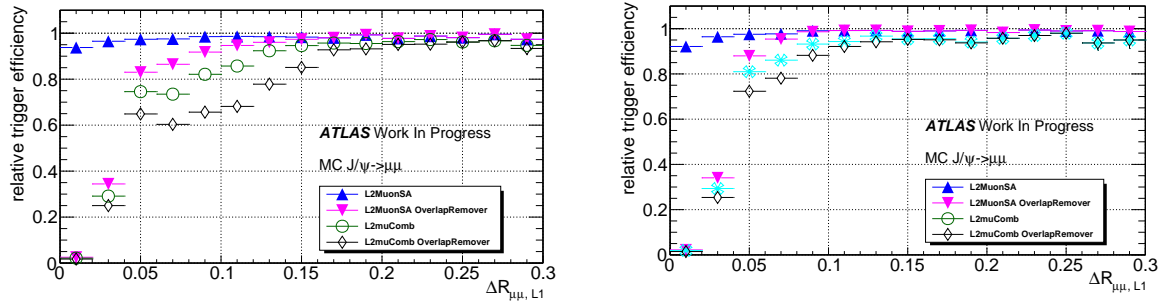 relative trigger efficiency
1
0.8
0.6
0.4
0.2
0
ATLAS Work In Progress
MC J/ψ->μμ
L2MuonSA
L2MuonSA OverlapRemover
L2muComb
L2muComb OverlapRemover
0 0.05 0.1 0.15 0.2 0.25 0.3
ΔR μμ, L1
relative trigger efficiency
1
0.8
0.6
0.4
0.2
0
ATLAS Work In Progress
MC J/ψ->μμ
L2MuonSA
L2MuonSA OverlapRemover
L2muComb
L2muComb OverlapRemover
0 0.05 0.1 0.15 0.2 0.25 0.3
ΔR μμ, L1